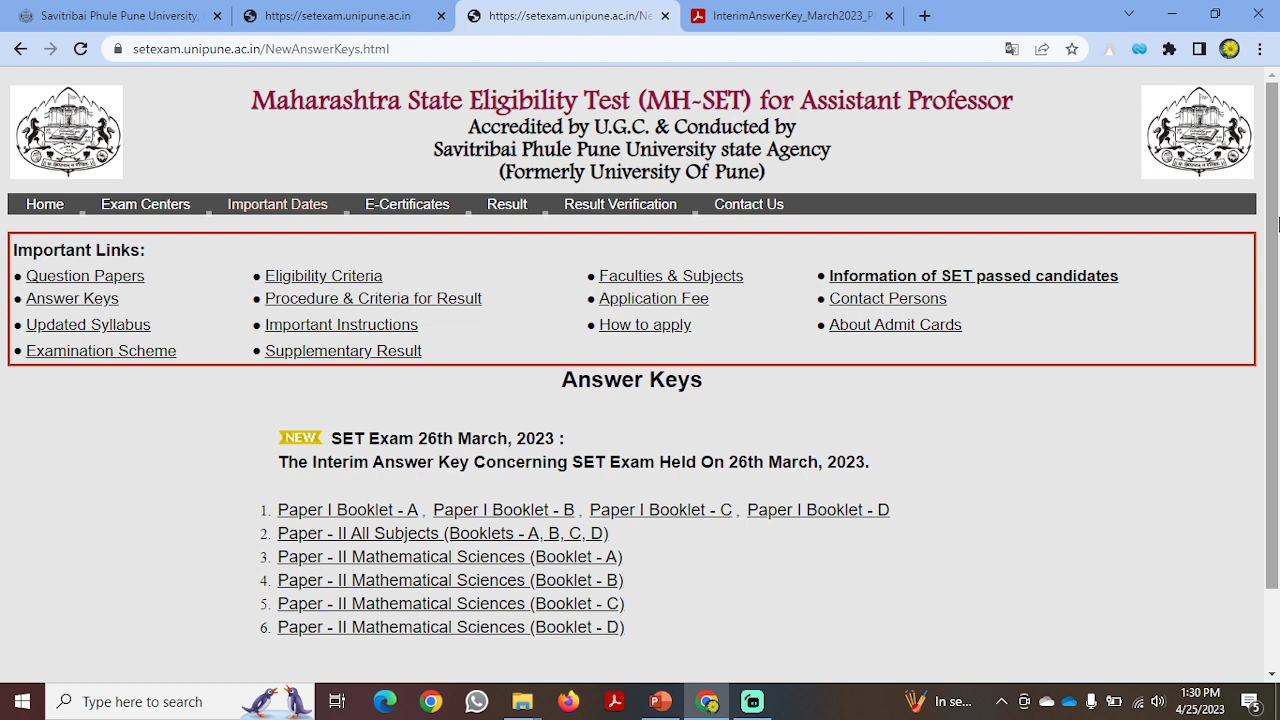 Savitribai Phule Pune University,
https://setexam.unipune.ac.in
https://setexam.unipune.ac.in/Ne
InterimAnswerKey_March2023_P
setexam.unipune.ac.in/NewAnswerKeys.html
Maharashtra State Eligibility Test (MH-SET) for Assistant Professor
Accredited by U.G.C. & Conducted by
Savitribai Phule Pune University state Agency
(Formerly University Of Pune)
Home Exam Centers Important Dates E-Certificates Result Result Verification Contact Us
Important Links:
• Question Papers • Eligibility Criteria • Faculties & Subjects • Information of SET passed candidates
• Answer Keys • Procedure & Criteria for Result • Application Fee • Contact Persons
• Updated Syllabus • Important Instructions • How to apply • About Admit Cards
• Examination Scheme • Supplementary Result
Answer Keys
NEW SET Exam 26th March, 2023 :
The Interim Answer Key Concerning SET Exam Held On 26th March, 2023.
1. Paper I Booklet - A , Paper I Booklet - B , Paper I Booklet - C , Paper I Booklet - D
2. Paper - II All Subjects (Booklets - A, B, C, D)
3. Paper - II Mathematical Sciences (Booklet - A)
4. Paper - II Mathematical Sciences (Booklet - B)
5. Paper - II Mathematical Sciences (Booklet - C)
6. Paper - II Mathematical Sciences (Booklet - D)
Type here to search
In se...
1:30 PM
4/25/2023
5